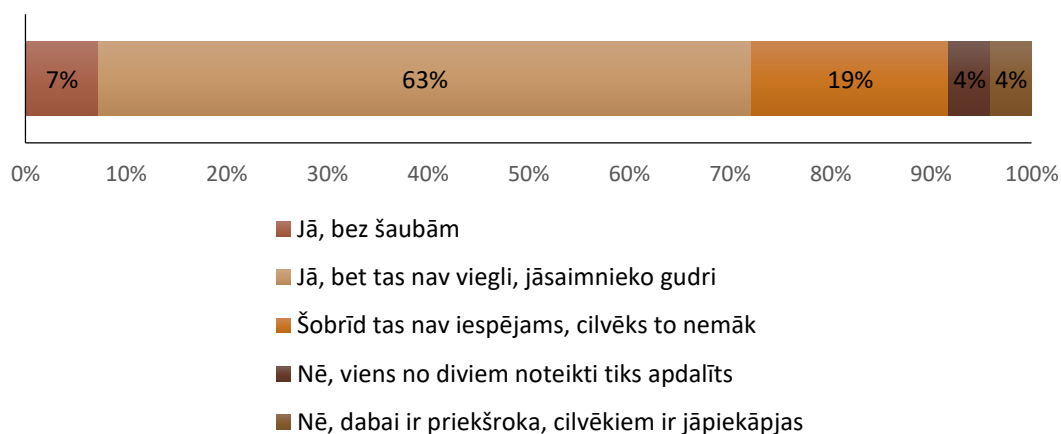 7% 63% 19% 4% 4%
0% 10% 20% 30% 40% 50% 60% 70% 80% 90% 100%
Jā, bez šaubām
Jā, bet tas nav viegli, jāsaimnieko gudri
Šobrīd tas nav iespējams, cilvēks to nemāk
Nē, viens no diviem noteikti tiks apdalīts
Nē, dabai ir priekšroka, cilvēkiem ir jāpiekāpjas